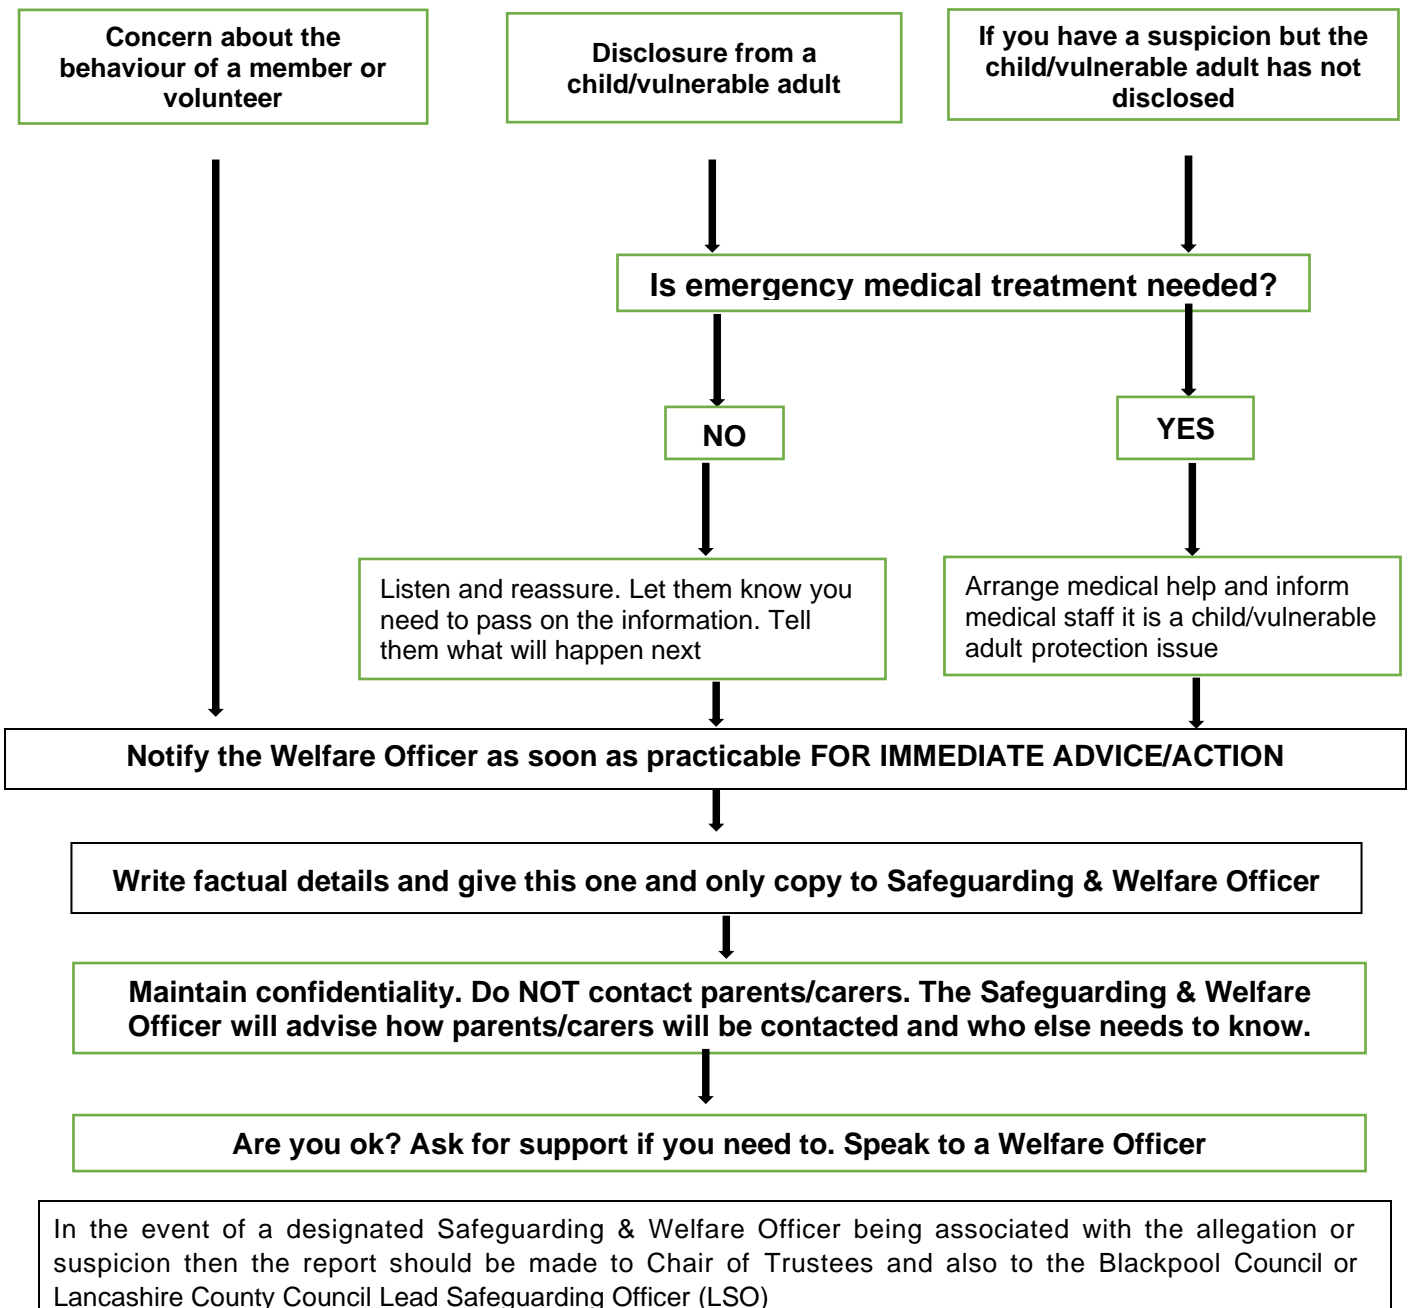 Concern about the
behaviour of a member or
volunteer
Disclosure from a
child/vulnerable adult
If you have a suspicion but the
child/vulnerable adult has not
disclosed
Is emergency medical treatment needed?
NO
YES
Listen and reassure. Let them know you
need to pass on the information. Tell
them what will happen next
Arrange medical help and inform
medical staff it is a child/vulnerable
adult protection issue
Notify the Welfare Officer as soon as practicable FOR IMMEDIATE ADVICE/ACTION
Write factual details and give this one and only copy to Safeguarding & Welfare Officer
Maintain confidentiality. Do NOT contact parents/carers. The Safeguarding & Welfare
Officer will advise how parents/carers will be contacted and who else needs to know.
Are you ok? Ask for support if you need to. Speak to a Welfare Officer
In the event of a designated Safeguarding & Welfare Officer being associated with the allegation or
suspicion then the report should be made to Chair of Trustees and also to the Blackpool Council or
Lancashire County Council Lead Safeguarding Officer (LSO)